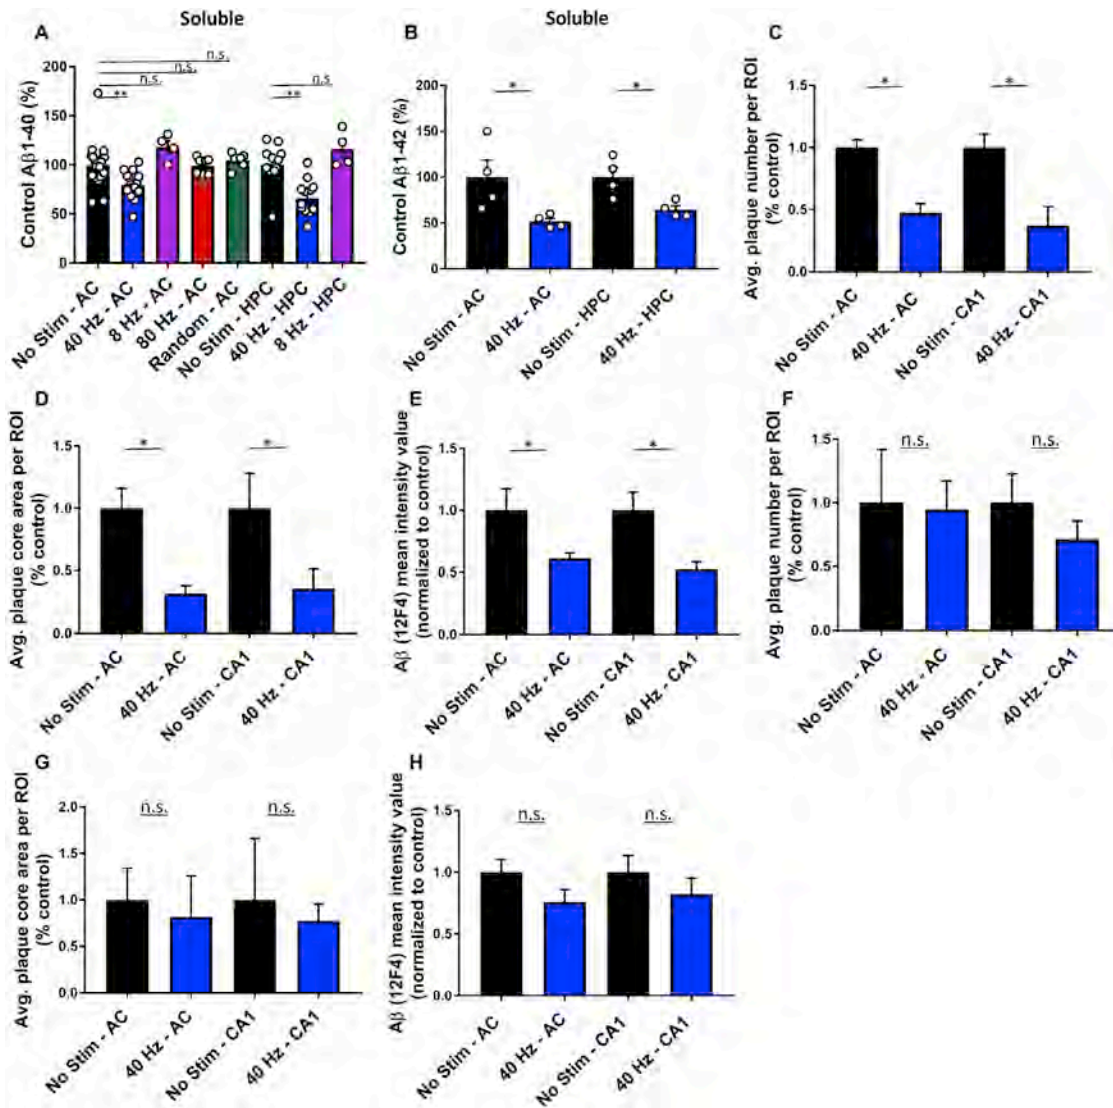 Soluble
A
n.s.
n.s.
n.s.
**
n.s
**
Control Aβ1-40 (%)
200
150
100
50
0
No Stim - AC
40 Hz - AC
8 Hz - AC
80 Hz - AC
Random - AC
No Stim - HPC
40 Hz - HPC
8 Hz - HPC
Soluble
B
*
*
Control Aβ1-42 (%)
200
150
100
50
0
No Stim - AC
40 Hz - AC
No Stim - HPC
40 Hz - HPC
C
*
*
Avg. plaque number per ROI
(% control)
1.5
1.0
0.5
0.0
No Stim - AC
40 Hz - AC
No Stim - CA1
40 Hz - CA1
D
*
*
Avg. plaque core area per ROI
(% control)
1.5
1.0
0.5
0.0
No Stim - AC
40 Hz - AC
No Stim - CA1
40 Hz - CA1
E
*
*
Aβ (12F4) mean intensity value
(normalized to control)
1.5
1.0
0.5
0.0
No Stim - AC
40 Hz - AC
No Stim - CA1
40 Hz - CA1
F
n.s.
n.s.
Avg. plaque number per ROI
(% control)
1.5
1.0
0.5
0.0
No Stim - AC
40 Hz - AC
No Stim - CA1
40 Hz - CA1
G
n.s.
n.s.
Avg. plaque core area per ROI
(% control)
2.0
1.5
1.0
0.5
0.0
No Stim - AC
40 Hz - AC
No Stim - CA1
40 Hz - CA1
H
n.s.
n.s.
Aβ (12F4) mean intensity value
(normalized to control)
1.5
1.0
0.5
0.0
No Stim - AC
40 Hz - AC
No Stim - CA1
40 Hz - CA1